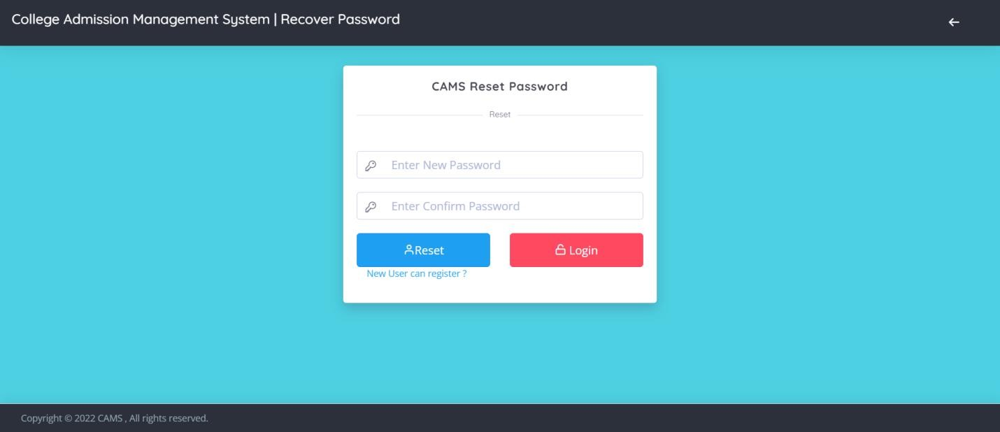 College Admission Management System | Recover Password
CAMS Reset Password
Reset
Enter New Password
Enter Confirm Password
Reset
Login
New User can register ?
Copyright © 2022 CAMS , All rights reserved.